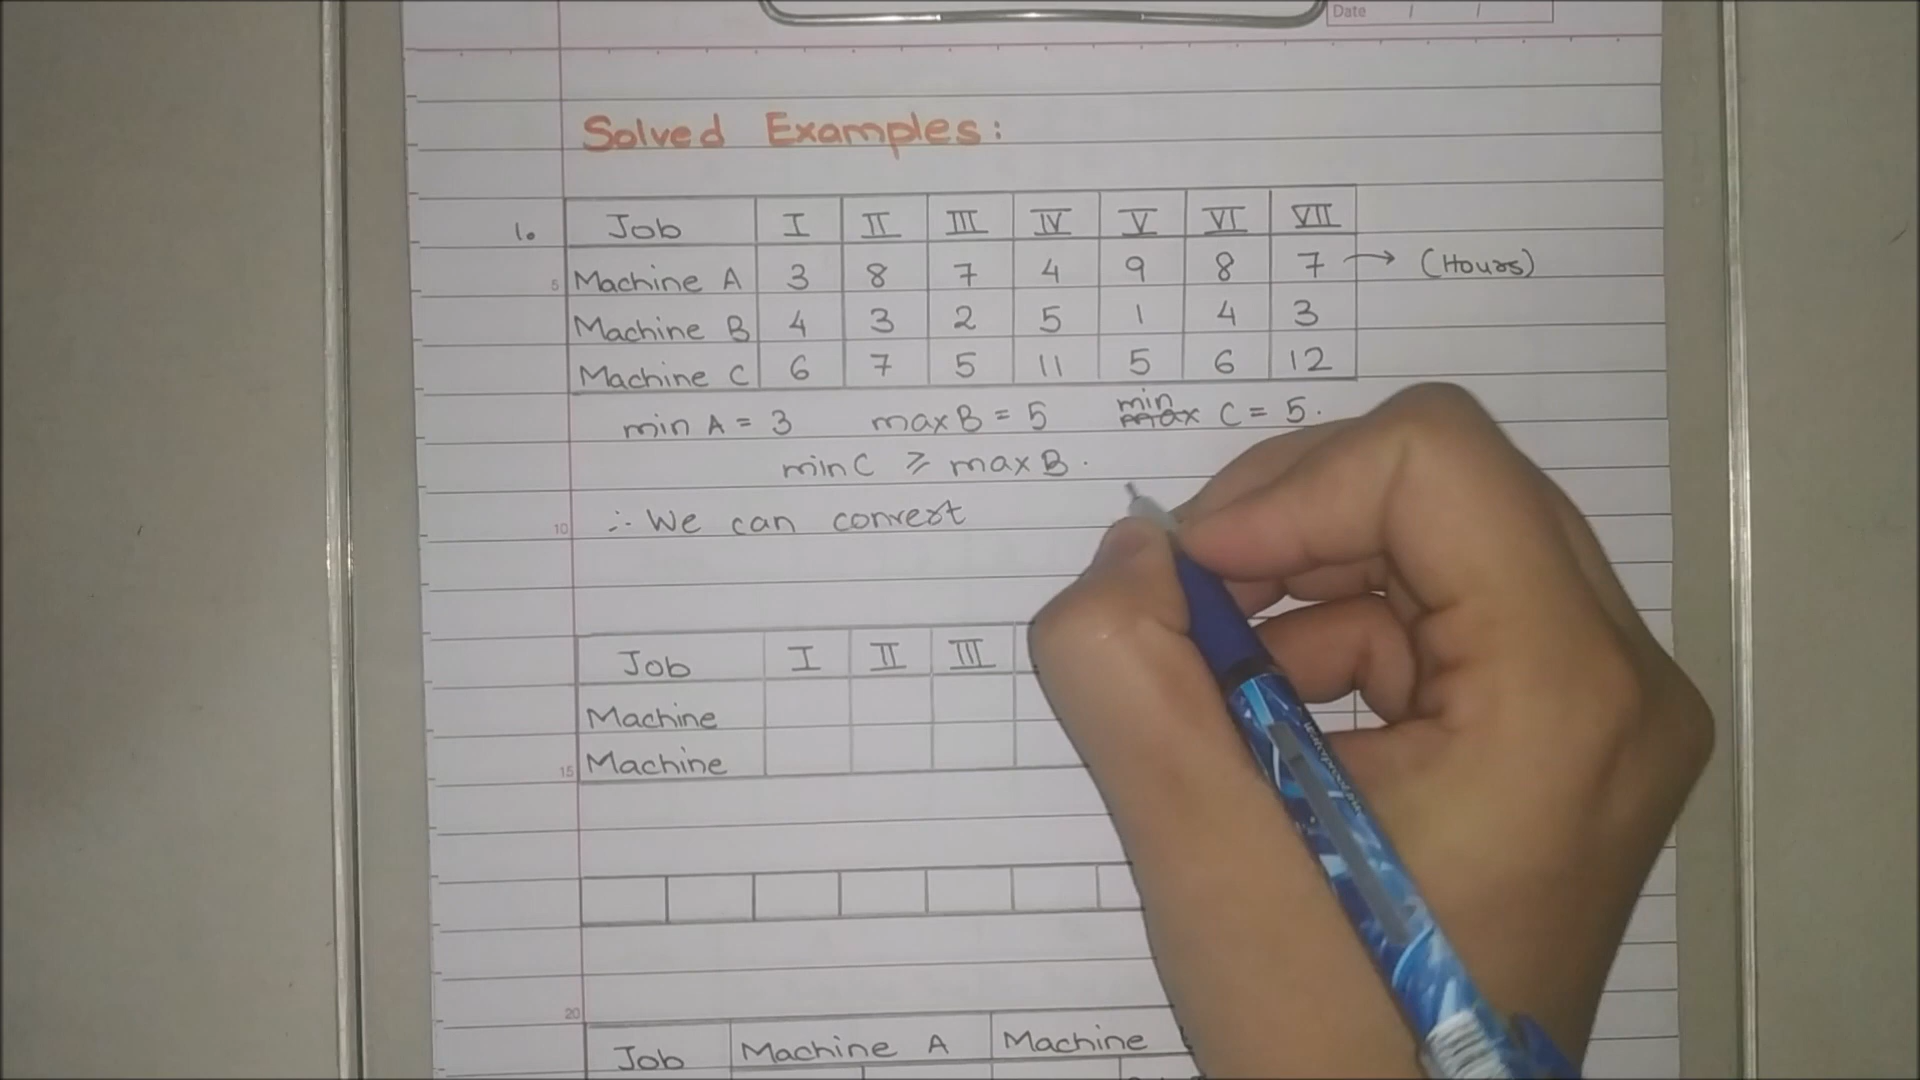 Date / /
Solved Examples:
1. Job I II III IV V VI VII
5 Machine A 3 8 7 4 9 8 7 → (Hours)
Machine B 4 3 2 5 1 4 3
Machine C 6 7 5 11 5 6 12
min A = 3 max B = 5 min max C = 5.
min C ≥ max B.
10 ∴ We can convert
Job I II III
Machine
15 Machine
20
Job Machine A Machine